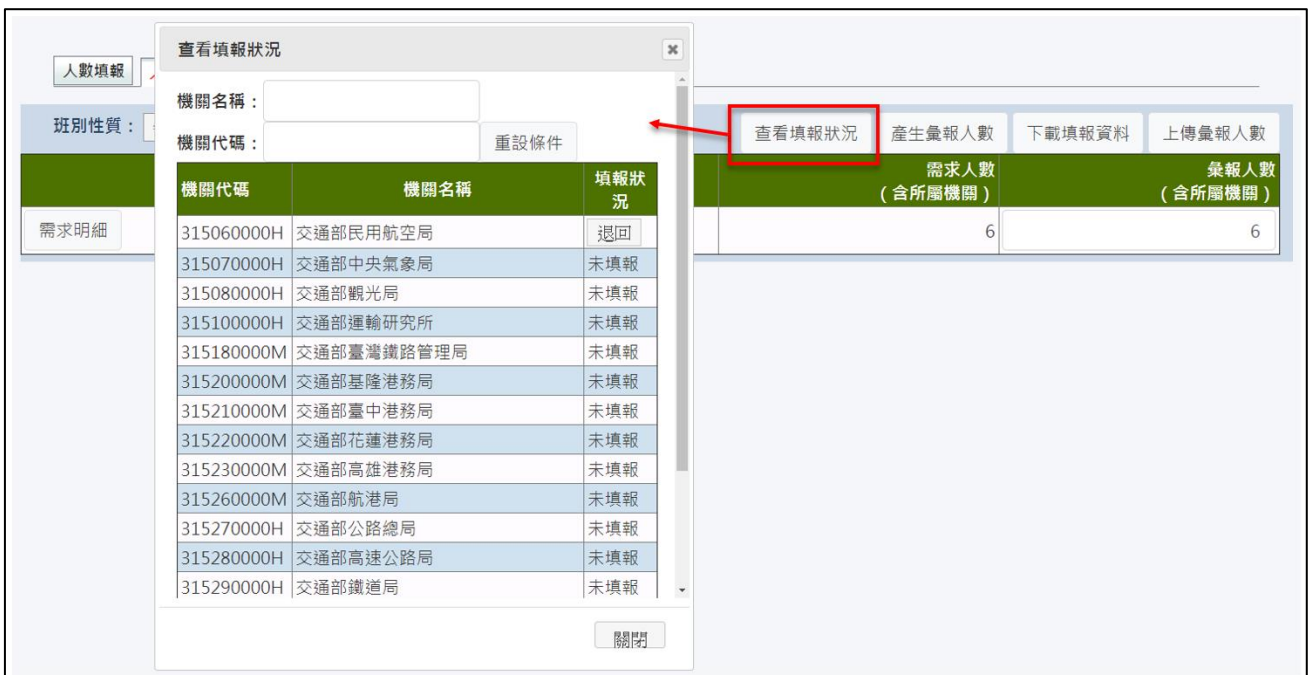 查看填報狀況
人數填報
機關名稱：
班別性質：
機關代碼：
重設條件
查看填報狀況 產生彙報人數 下載填報資料 上傳彙報人數
機關代碼 機關名稱 填報狀
況
需求人數
（含所屬機關）
彙報人數
（含所屬機關）
需求明細
6
6
315060000H 交通部民用航空局 退回
315070000H 交通部中央氣象局 未填報
315080000H 交通部觀光局 未填報
315100000H 交通部運輸研究所 未填報
315180000M 交通部臺灣鐵路管理局 未填報
315200000M 交通部基隆港務局 未填報
315210000M 交通部臺中港務局 未填報
315220000M 交通部花蓮港務局 未填報
315230000M 交通部高雄港務局 未填報
315260000M 交通部航港局 未填報
315270000H 交通部公路總局 未填報
315280000H 交通部高速公路局 未填報
315290000H 交通部鐵道局 未填報
關閉